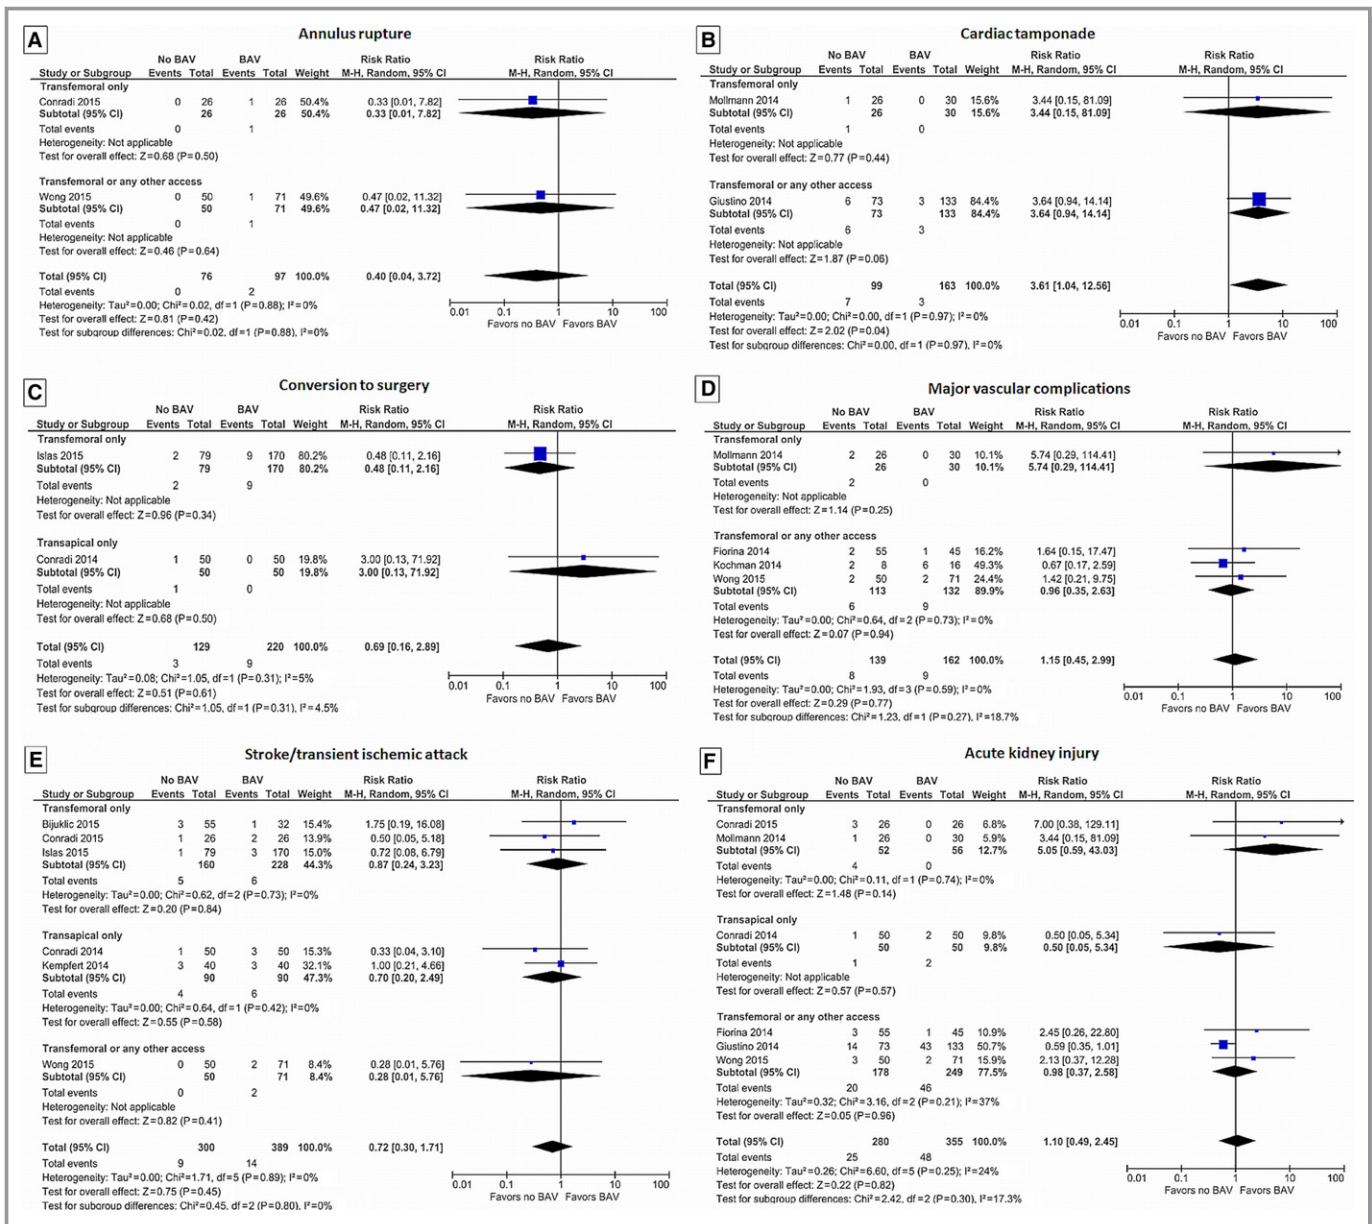 A
Annulus rupture
No BAV BAV Risk Ratio Risk Ratio
Study or Subgroup Events Total Events Total Weight M-H, Random, 95% CI M-H, Random, 95% CI
Transfemoral only
Conradi 2015 0 26 1 26 50.4% 0.33 [0.01, 7.82]
Subtotal (95% CI) 26 26 50.4% 0.33 [0.01, 7.82]
Total events 0 1
Heterogeneity: Not applicable
Test for overall effect: Z=0.68 (P=0.50)
Transfemoral or any other access
Wong 2015 0 50 1 71 49.6% 0.47 [0.02, 11.32]
Subtotal (95% CI) 50 71 49.6% 0.47 [0.02, 11.32]
Total events 0 1
Heterogeneity: Not applicable
Test for overall effect: Z=0.46 (P=0.64)
Total (95% CI) 76 97 100.0% 0.40 [0.04, 3.72]
Total events 0 2
Heterogeneity: Tau²=0.00; Chi²=0.02, df=1 (P=0.88); I²=0%
Test for overall effect: Z=0.81 (P=0.42)
Test for subgroup differences: Chi²=0.02, df=1 (P=0.88), I²=0%
0.01 0.1 1 10 100
Favors no BAV Favors BAV
B
Cardiac tamponade
No BAV BAV Risk Ratio Risk Ratio
Study or Subgroup Events Total Events Total Weight M-H, Random, 95% CI M-H, Random, 95% CI
Transfemoral only
Mollmann 2014 1 26 0 30 15.6% 3.44 [0.15, 81.09]
Subtotal (95% CI) 26 30 15.6% 3.44 [0.15, 81.09]
Total events 1 0
Heterogeneity: Not applicable
Test for overall effect: Z=0.77 (P=0.44)
Transfemoral or any other access
Giustino 2014 6 73 3 133 84.4% 3.64 [0.94, 14.14]
Subtotal (95% CI) 73 133 84.4% 3.64 [0.94, 14.14]
Total events 6 3
Heterogeneity: Not applicable
Test for overall effect: Z=1.87 (P=0.06)
Total (95% CI) 99 163 100.0% 3.61 [1.04, 12.56]
Total events 7 3
Heterogeneity: Tau²=0.00; Chi²=0.00, df=1 (P=0.97); I²=0%
Test for overall effect: Z=2.02 (P=0.04)
Test for subgroup differences: Chi²=0.00, df=1 (P=0.97), I²=0%
0.01 0.1 1 10 100
Favors no BAV Favors BAV
C
Conversion to surgery
No BAV BAV Risk Ratio Risk Ratio
Study or Subgroup Events Total Events Total Weight M-H, Random, 95% CI M-H, Random, 95% CI
Transfemoral only
Islas 2015 2 79 9 170 80.2% 0.48 [0.11, 2.16]
Subtotal (95% CI) 79 170 80.2% 0.48 [0.11, 2.16]
Total events 2 9
Heterogeneity: Not applicable
Test for overall effect: Z=0.96 (P=0.34)
Transapical only
Conradi 2014 1 50 0 50 19.8% 3.00 [0.13, 71.92]
Subtotal (95% CI) 50 50 19.8% 3.00 [0.13, 71.92]
Total events 1 0
Heterogeneity: Not applicable
Test for overall effect: Z=0.68 (P=0.50)
Total (95% CI) 129 220 100.0% 0.69 [0.16, 2.89]
Total events 3 9
Heterogeneity: Tau²=0.08; Chi²=1.05, df=1 (P=0.31); I²=5%
Test for overall effect: Z=0.51 (P=0.61)
Test for subgroup differences: Chi²=1.05, df=1 (P=0.31), I²=4.5%
0.01 0.1 1 10 100
Favors no BAV Favors BAV
D
Major vascular complications
No BAV BAV Risk Ratio Risk Ratio
Study or Subgroup Events Total Events Total Weight M-H, Random, 95% CI M-H, Random, 95% CI
Transfemoral only
Mollmann 2014 2 26 0 30 10.1% 5.74 [0.29, 114.41]
Subtotal (95% CI) 26 30 10.1% 5.74 [0.29, 114.41]
Total events 2 0
Heterogeneity: Not applicable
Test for overall effect: Z=1.14 (P=0.25)
Transfemoral or any other access
Fiorina 2014 2 55 1 45 16.2% 1.64 [0.15, 17.47]
Kochman 2014 2 8 6 16 49.3% 0.67 [0.17, 2.59]
Wong 2015 2 50 2 71 24.4% 1.42 [0.21, 9.75]
Subtotal (95% CI) 113 132 89.9% 0.96 [0.35, 2.63]
Total events 6 9
Heterogeneity: Tau²=0.00; Chi²=0.64, df=2 (P=0.73); I²=0%
Test for overall effect: Z=0.07 (P=0.94)
Total (95% CI) 139 162 100.0% 1.15 [0.45, 2.99]
Total events 8 9
Heterogeneity: Tau²=0.00; Chi²=1.93, df=3 (P=0.59); I²=0%
Test for overall effect: Z=0.29 (P=0.77)
Test for subgroup differences: Chi²=1.23, df=1 (P=0.27), I²=18.7%
0.01 0.1 1 10 100
Favors no BAV Favors BAV
E
Stroke/transient ischemic attack
No BAV BAV Risk Ratio Risk Ratio
Study or Subgroup Events Total Events Total Weight M-H, Random, 95% CI M-H, Random, 95% CI
Transfemoral only
Bijuklic 2015 3 55 1 32 15.4% 1.75 [0.19, 16.08]
Conradi 2015 1 26 2 26 13.9% 0.50 [0.05, 5.18]
Islas 2015 1 79 3 170 15.0% 0.72 [0.08, 6.79]
Subtotal (95% CI) 160 228 44.3% 0.87 [0.24, 3.23]
Total events 5 6
Heterogeneity: Tau²=0.00; Chi²=0.62, df=2 (P=0.73); I²=0%
Test for overall effect: Z=0.20 (P=0.84)
Transapical only
Conradi 2014 1 50 3 50 15.3% 0.33 [0.04, 3.10]
Kempfert 2014 3 40 3 40 32.1% 1.00 [0.21, 4.66]
Subtotal (95% CI) 90 90 47.3% 0.70 [0.20, 2.49]
Total events 4 6
Heterogeneity: Tau²=0.00; Chi²=0.64, df=1 (P=0.42); I²=0%
Test for overall effect: Z=0.55 (P=0.58)
Transfemoral or any other access
Wong 2015 0 50 2 71 8.4% 0.28 [0.01, 5.76]
Subtotal (95% CI) 50 71 8.4% 0.28 [0.01, 5.76]
Total events 0 2
Heterogeneity: Not applicable
Test for overall effect: Z=0.82 (P=0.41)
Total (95% CI) 300 389 100.0% 0.72 [0.30, 1.71]
Total events 9 14
Heterogeneity: Tau²=0.00; Chi²=1.71, df=5 (P=0.89); I²=0%
Test for overall effect: Z=0.75 (P=0.45)
Test for subgroup differences: Chi²=0.45, df=2 (P=0.80), I²=0%
0.01 0.1 1 10 100
Favors no BAV Favors BAV
F
Acute kidney injury
No BAV BAV Risk Ratio Risk Ratio
Study or Subgroup Events Total Events Total Weight M-H, Random, 95% CI M-H, Random, 95% CI
Transfemoral only
Conradi 2015 3 26 0 26 6.8% 7.00 [0.38, 129.11]
Mollmann 2014 1 26 0 30 5.9% 3.44 [0.15, 81.09]
Subtotal (95% CI) 52 56 12.7% 5.05 [0.59, 43.03]
Total events 4 0
Heterogeneity: Tau²=0.00; Chi²=0.11, df=1 (P=0.74); I²=0%
Test for overall effect: Z=1.48 (P=0.14)
Transapical only
Conradi 2014 1 50 2 50 9.8% 0.50 [0.05, 5.34]
Subtotal (95% CI) 50 50 9.8% 0.50 [0.05, 5.34]
Total events 1 2
Heterogeneity: Not applicable
Test for overall effect: Z=0.57 (P=0.57)
Transfemoral or any other access
Fiorina 2014 3 55 1 45 10.9% 2.45 [0.26, 22.80]
Giustino 2014 14 73 43 133 50.7% 0.59 [0.35, 1.01]
Wong 2015 3 50 2 71 15.9% 2.13 [0.37, 12.28]
Subtotal (95% CI) 178 249 77.5% 0.98 [0.37, 2.58]
Total events 20 46
Heterogeneity: Tau²=0.32; Chi²=3.16, df=2 (P=0.21); I²=37%
Test for overall effect: Z=0.05 (P=0.96)
Total (95% CI) 280 355 100.0% 1.10 [0.49, 2.45]
Total events 25 48
Heterogeneity: Tau²=0.26; Chi²=6.60, df=5 (P=0.25); I²=24%
Test for overall effect: Z=0.22 (P=0.82)
Test for subgroup differences: Chi²=2.42, df=2 (P=0.30), I²=17.3%
0.01 0.1 1 10 100
Favors no BAV Favors BAV